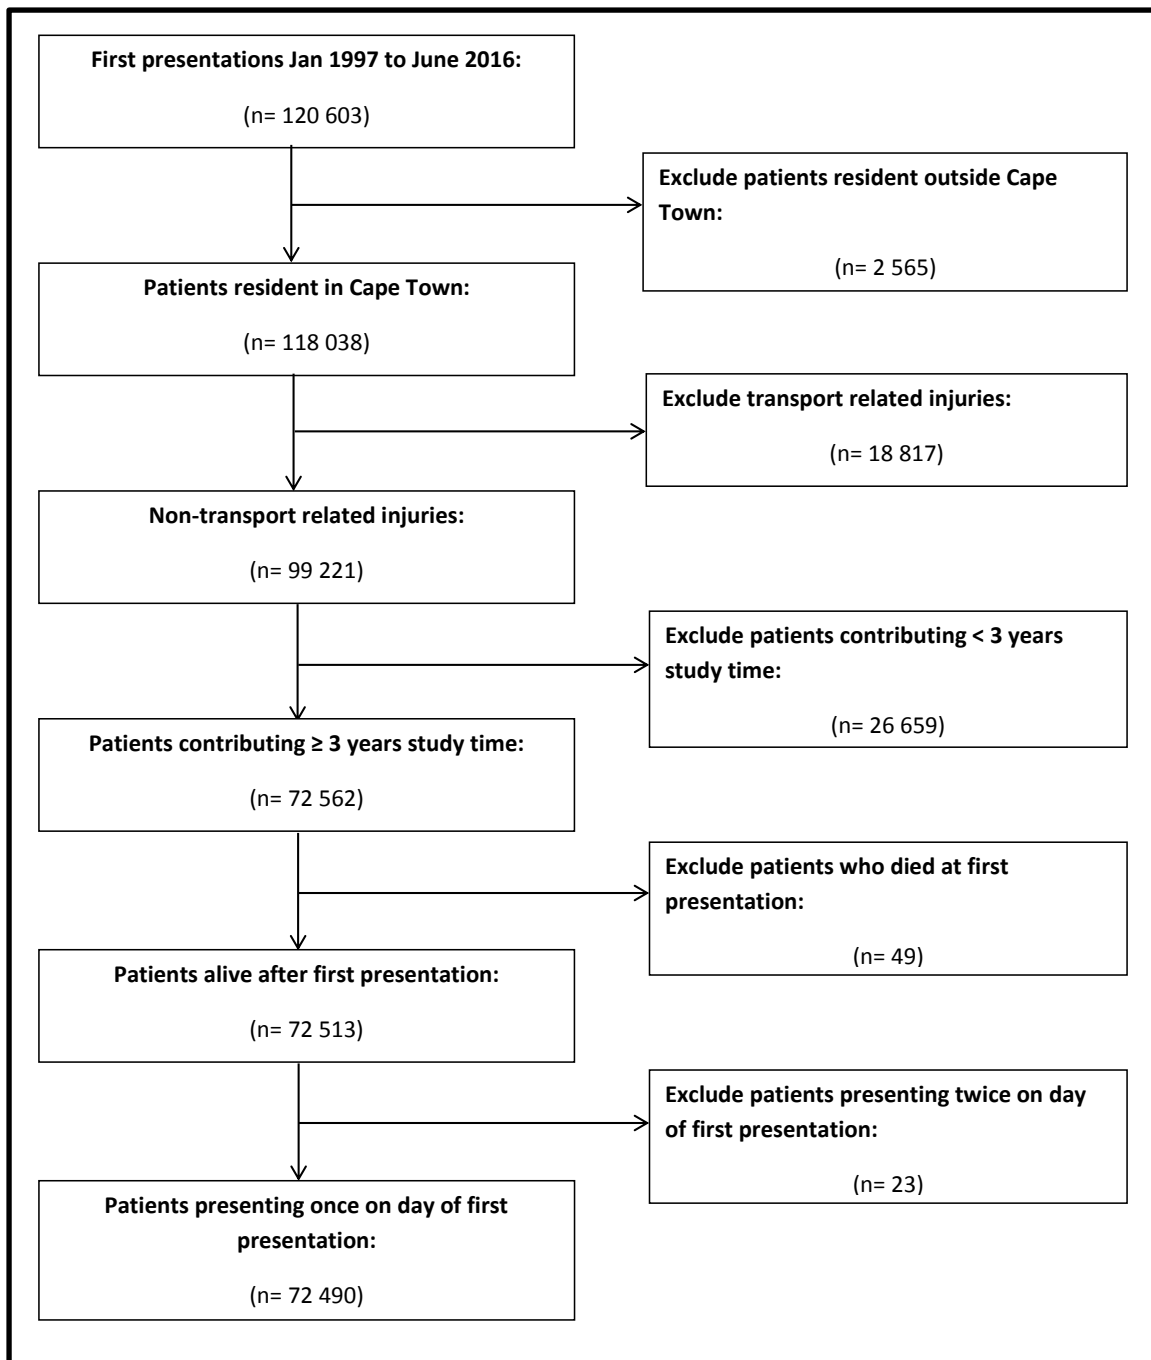 First presentations Jan 1997 to June 2016:
(n= 120 603)
Exclude patients resident outside Cape
Town:
(n= 2 565)
Patients resident in Cape Town:
(n= 118 038)
Exclude transport related injuries:
(n= 18 817)
Non-transport related injuries:
(n= 99 221)
Exclude patients contributing < 3 years
study time:
(n= 26 659)
Patients contributing ≥ 3 years study time:
(n= 72 562)
Exclude patients who died at first
presentation:
(n= 49)
Patients alive after first presentation:
(n= 72 513)
Exclude patients presenting twice on day
of first presentation:
(n= 23)
Patients presenting once on day of first
presentation:
(n= 72 490)